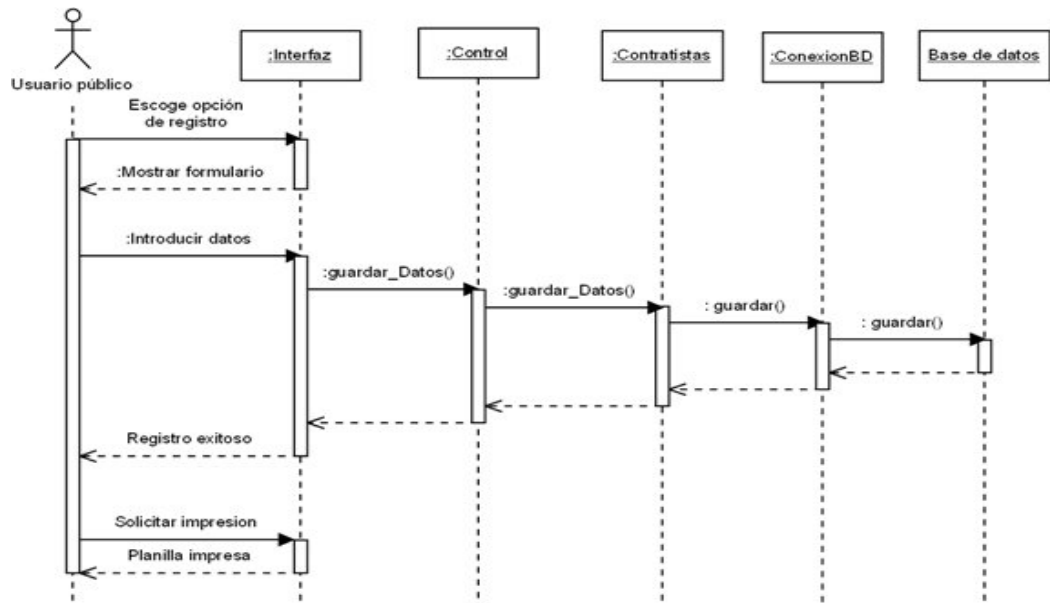 :Interfaz
:Control
:Contratistas
:ConexionBD
Base de datos
Usuario público
Escoge opción
de registro
:Mostrar formulario
:Introducir datos
:guardar_Datos()
:guardar_Datos()
: guardar()
: guardar()
Registro exitoso
Solicitar impresion
Planilla impresa